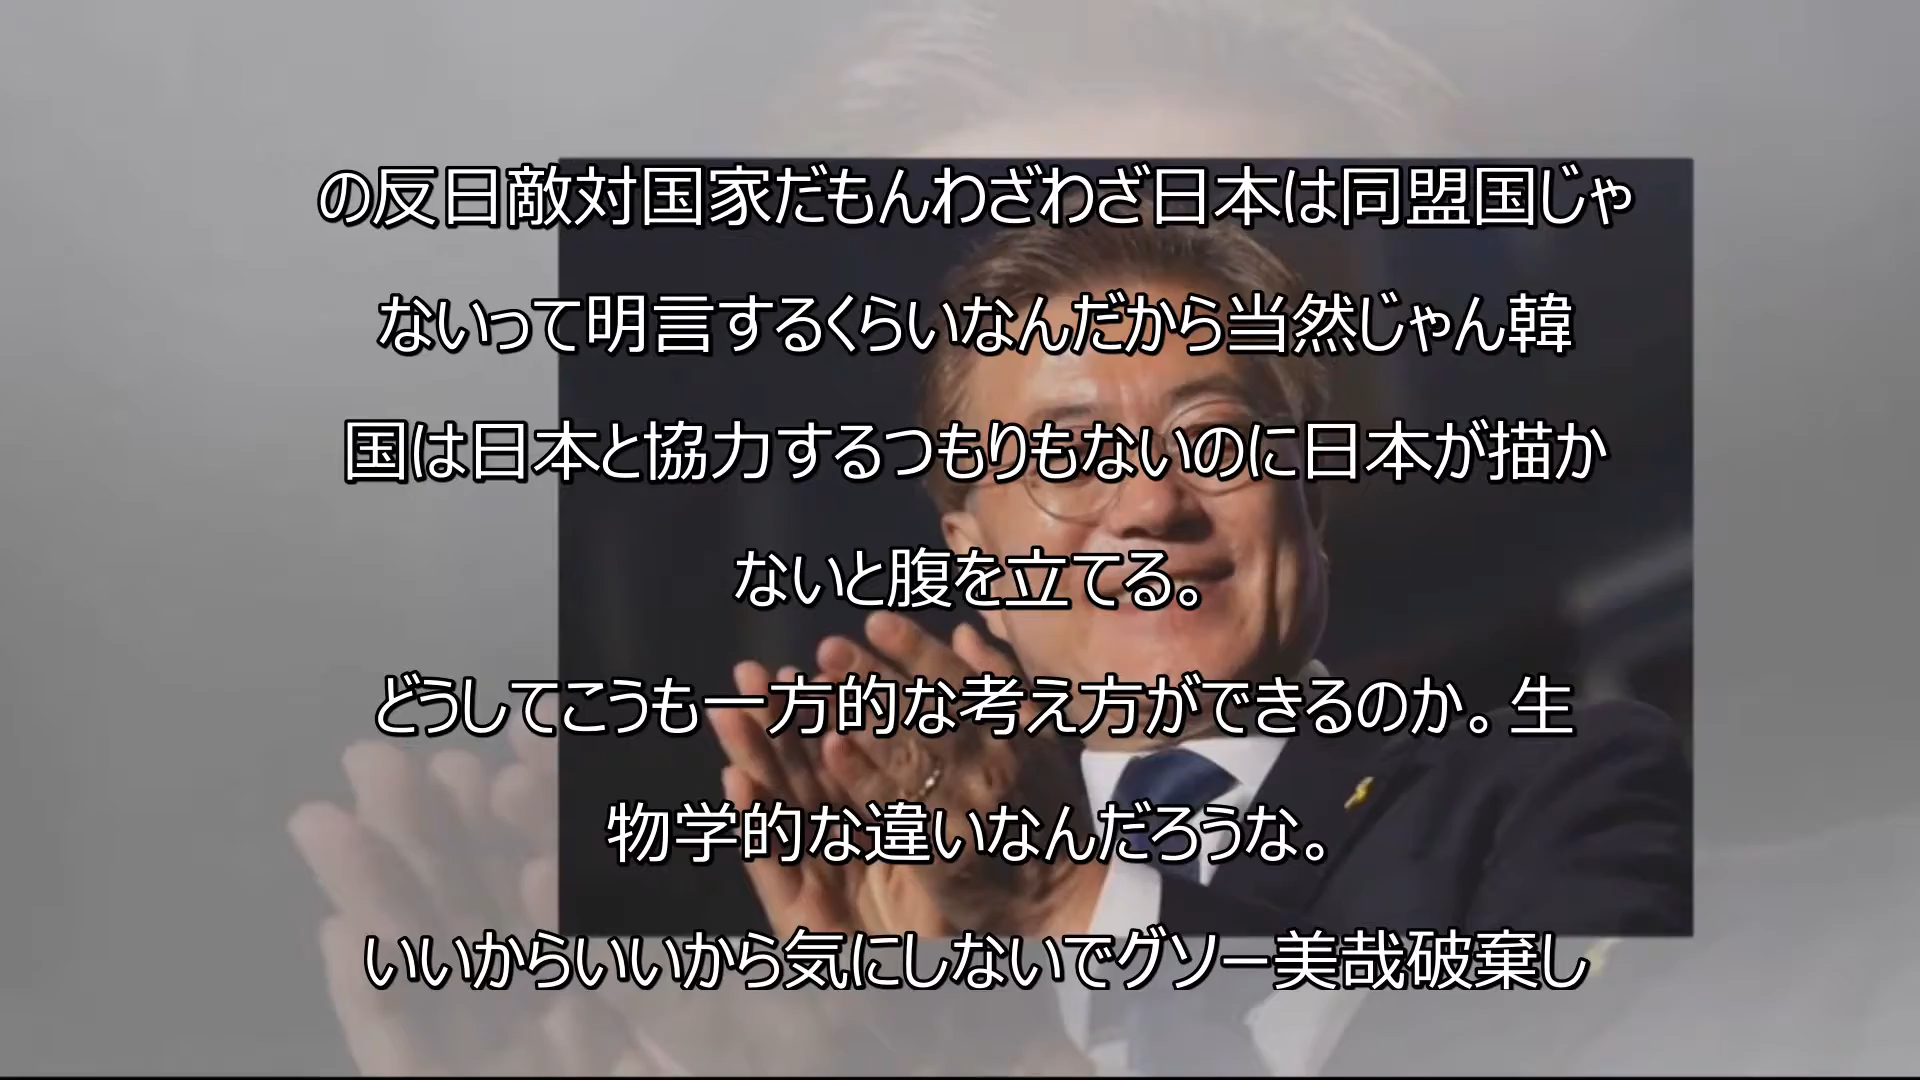 の反日敵対国家だもんわざわざ日本は同盟国じゃ
ないって明言するくらいなんだから当然じゃん韓
国は日本と協力するつもりもないのに日本が描か
ないと腹を立てる。
どうしてこうも一方的な考え方ができるのか。生
物学的な違いなんだろうな。
いいからいいから気にしないでグソー美哉破棄し